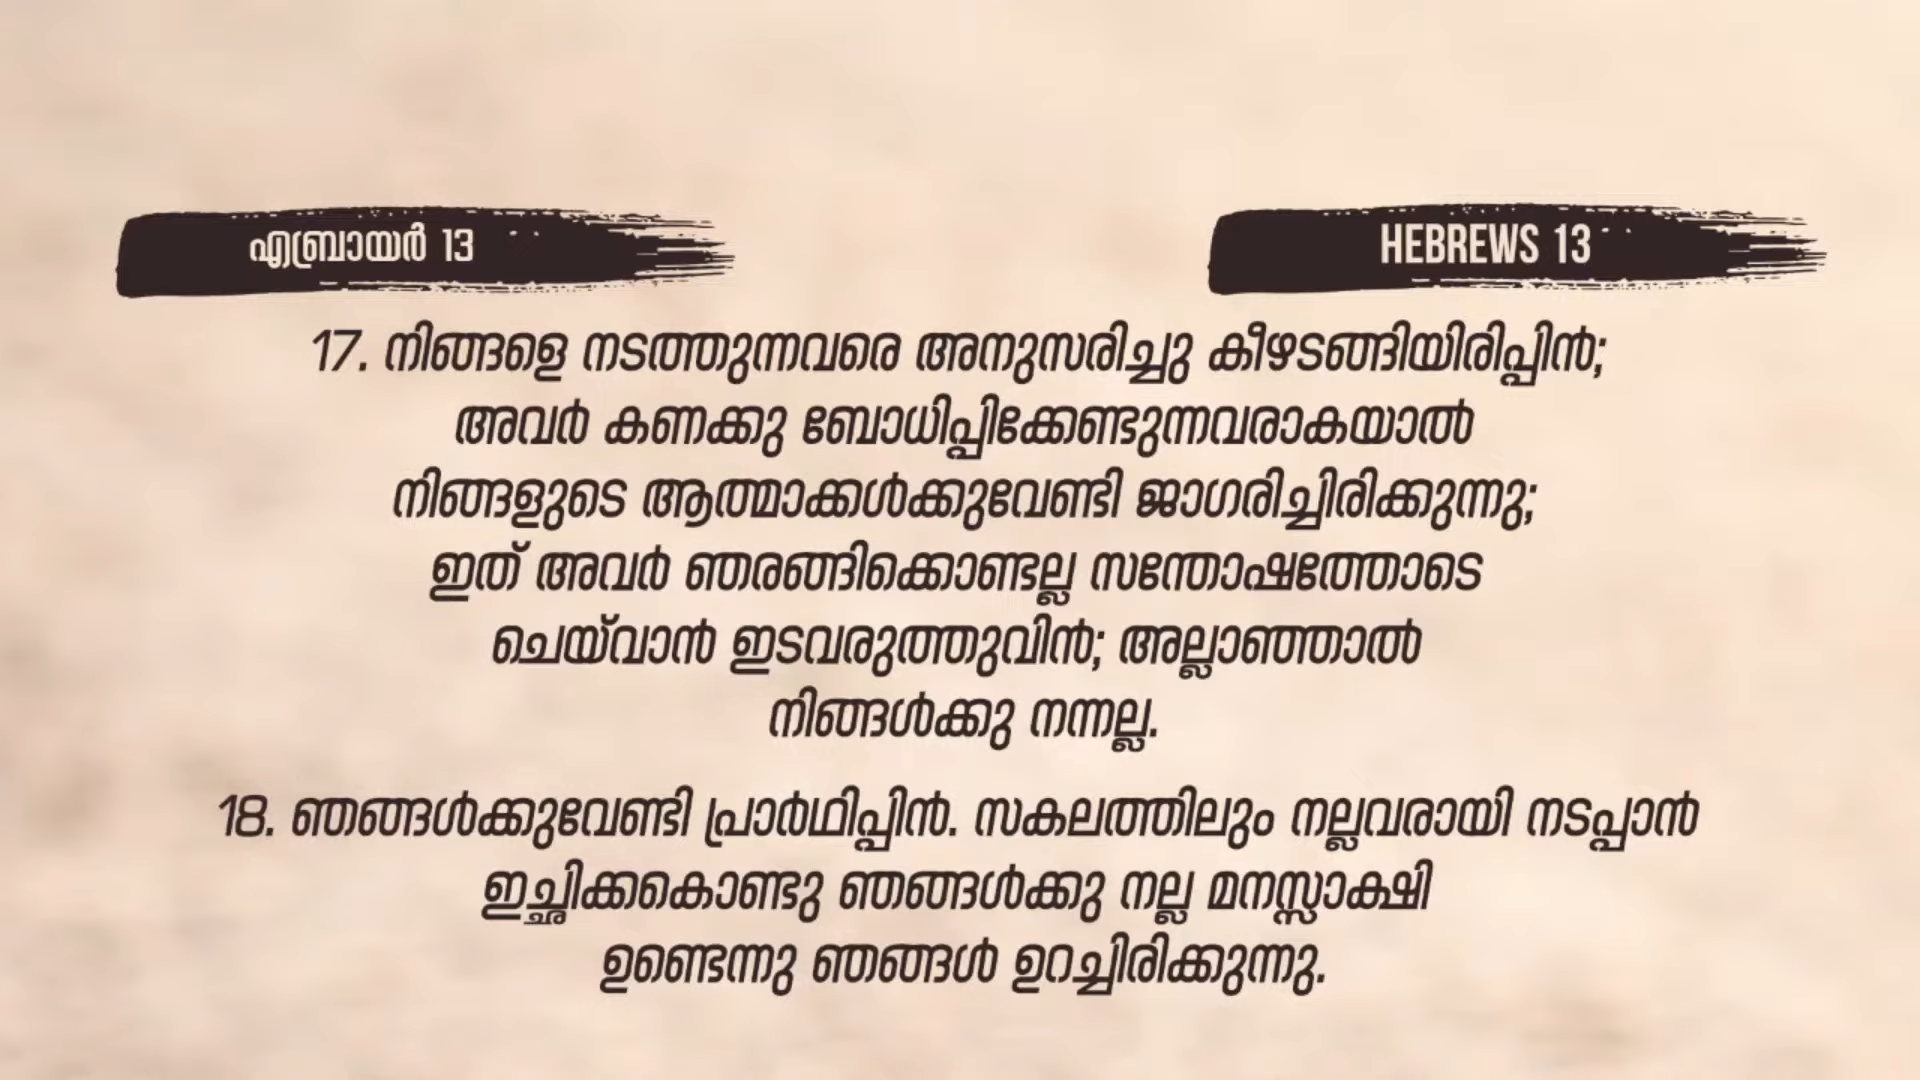 എബ്രായർ 13
HEBREWS 13
17. നിങ്ങളെ നടത്തുന്നവരെ അനുസരിച്ചു കീഴടങ്ങിയിരിപ്പിൻ;
അവർ കണക്കു ബോധിപ്പിക്കേണ്ടുന്നവരാകയാൽ
നിങ്ങളുടെ ആത്മാക്കൾക്കുവേണ്ടി ജാഗരിച്ചിരിക്കുന്നു;
ഇത് അവർ ഞരങ്ങിക്കൊണ്ടല്ല സന്തോഷത്തോടെ
ചെയ്‌വാൻ ഇടവരുത്തുവിൻ; അല്ലാഞ്ഞാൽ
നിങ്ങൾക്കു നന്നല്ല.
18. ഞങ്ങൾക്കുവേണ്ടി പ്രാർഥിപ്പിൻ. സകലത്തിലും നല്ലവരായി നടപ്പാൻ
ഇച്ഛിക്കകൊണ്ടു ഞങ്ങൾക്കു നല്ല മനസ്സാക്ഷി
ഉണ്ടെന്നു ഞങ്ങൾ ഉറച്ചിരിക്കുന്നു.